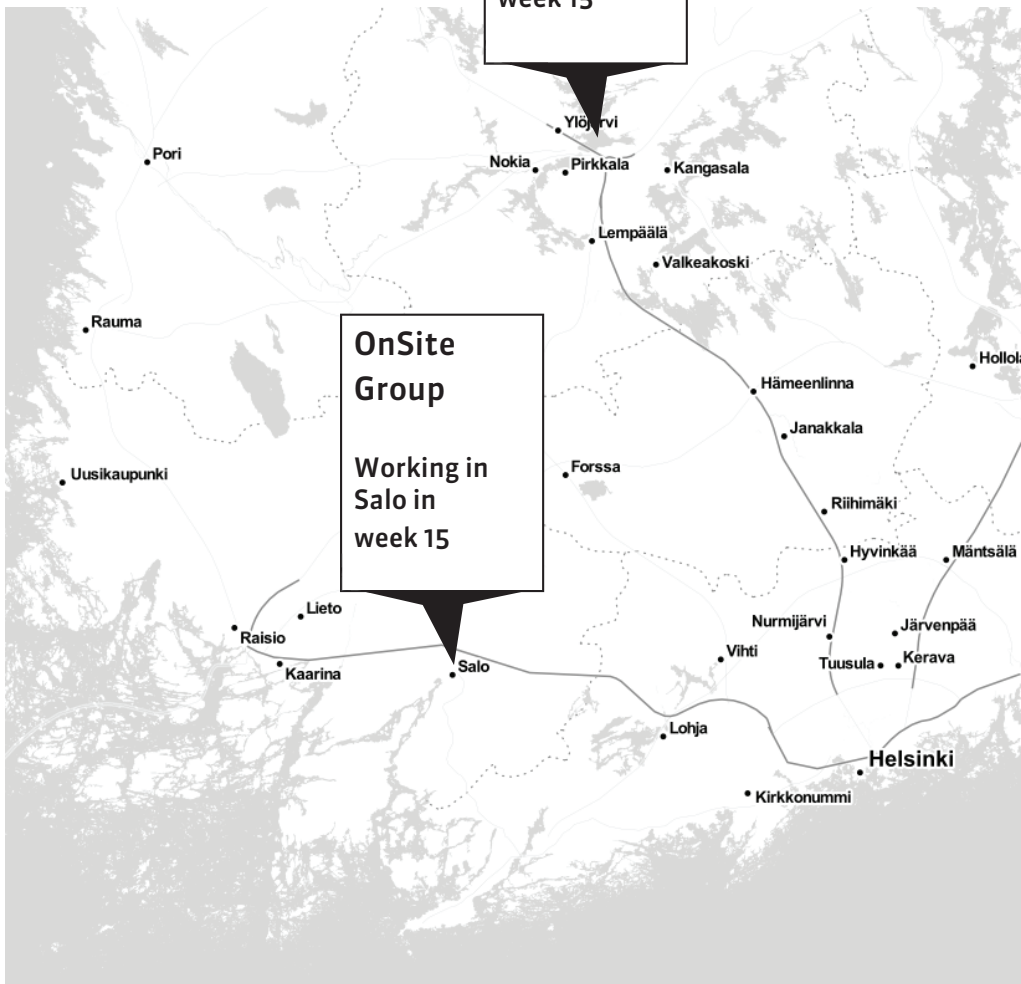 week 15
Ylöjärvi
Pori
Nokia
Pirkkala
Kangasala
Lempäälä
Valkeakoski
Rauma
OnSite
Group
Working in
Salo in
week 15
Hämeenlinna
Janakkala
Forssa
Uusikaupunki
Riihimäki
Hyvinkää
Mäntsälä
Lieto
Raisio
Kaarina
Salo
Nurmijärvi
Järvenpää
Vihti
Tuusula
Kerava
Lohja
Helsinki
Kirkkonummi